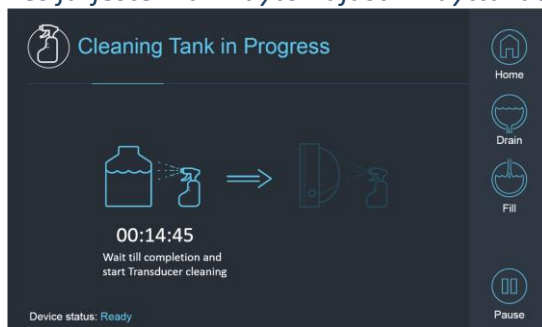 Cleaning Tank in Progress
Home
Drain
Fill
00:14:45
Wait till completion and
start Transducer cleaning
Device status: Ready
Pause